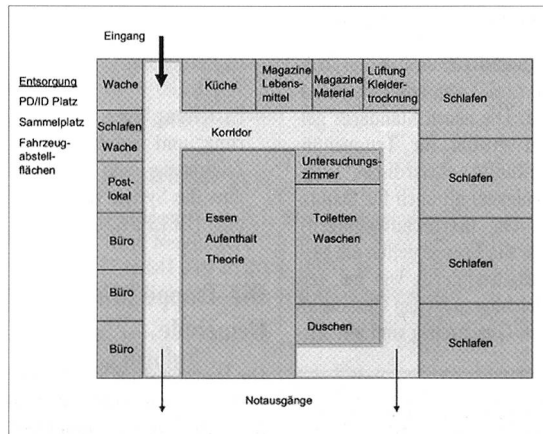 Eingang
Entsorgung
PD/ID Platz
Sammelplatz
Fahrzeug-
abstell-
flächen
Wache
Schlafen
Wache
Post-
lokal
Büro
Büro
Büro
Küche
Magazine
Lebens-
mittel
Magazine
Material
Lüftung
Kleider-
trocknung
Korridor
Essen
Aufenthalt
Theorie
Untersuchungs-
zimmer
Toiletten
Waschen
Duschen
Schlafen
Schlafen
Schlafen
Schlafen
Notausgänge